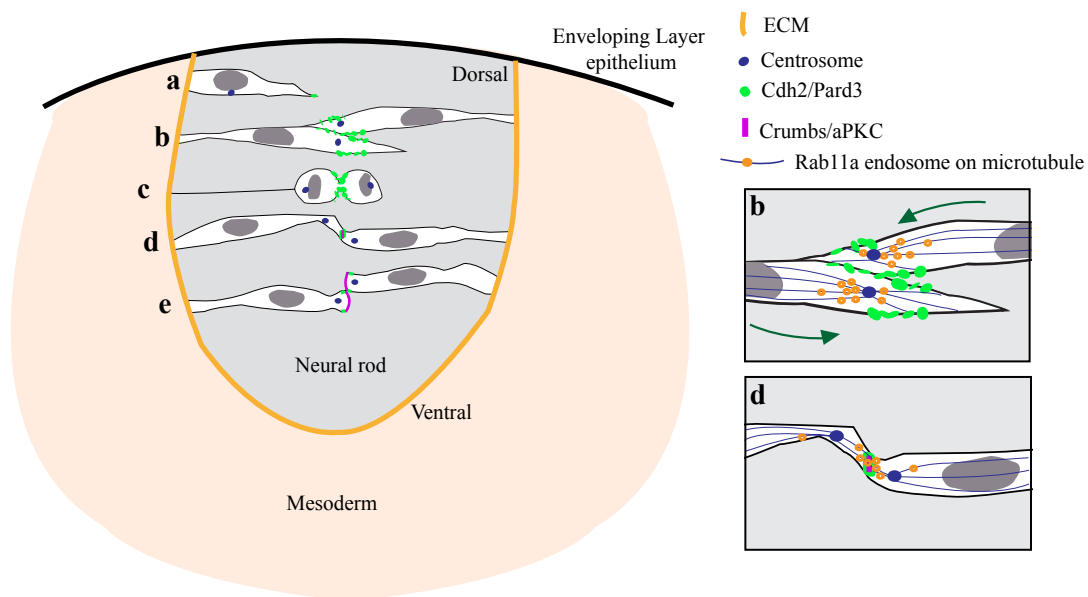 Enveloping Layer
epithelium
Dorsal
a
b
c
d
e
Neural rod
Ventral
Mesoderm
ECM
Centrosome
Cdh2/Pard3
Crumbs/aPKC
Rab11a endosome on microtubule
b
d